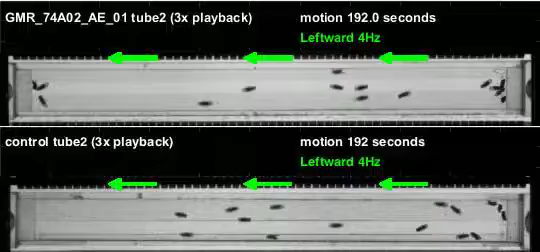 GMR_74A02_AE_01 tube2 (3x playback)
motion 192.0 seconds
Leftward 4Hz
control tube2 (3x playback)
motion 192 seconds
Leftward 4Hz